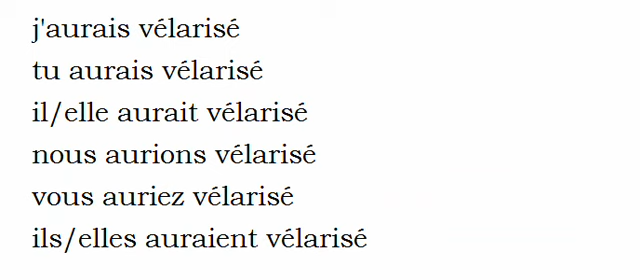 j'aurais vélarisé
tu aurais vélarisé
il/elle aurait vélarisé
nous aurions vélarisé
vous auriez vélarisé
ils/elles auraient vélarisé